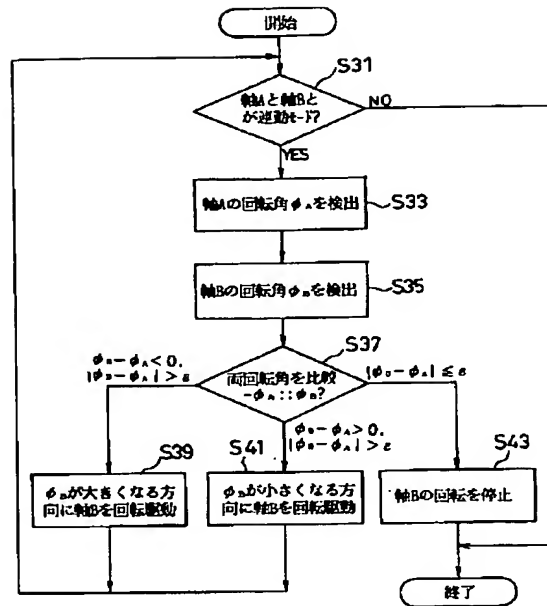 開始
S31
軸Aと軸Bと
が連動モード?
NO
YES
軸Aの回転角φAを検出
S33
軸Bの回転角φBを検出
S35
S37
両回転角を比較
-φA::φB?
φB-φA<0,
|φB-φA|>ε
φB-φA>0,
|φB-φA|>ε
|φB-φA|≤ε
S39
φBが大きくなる方
向に軸Bを回転駆動
S41
φBが小さくなる方
向に軸Bを回転駆動
S43
軸Bの回転を停止
終了